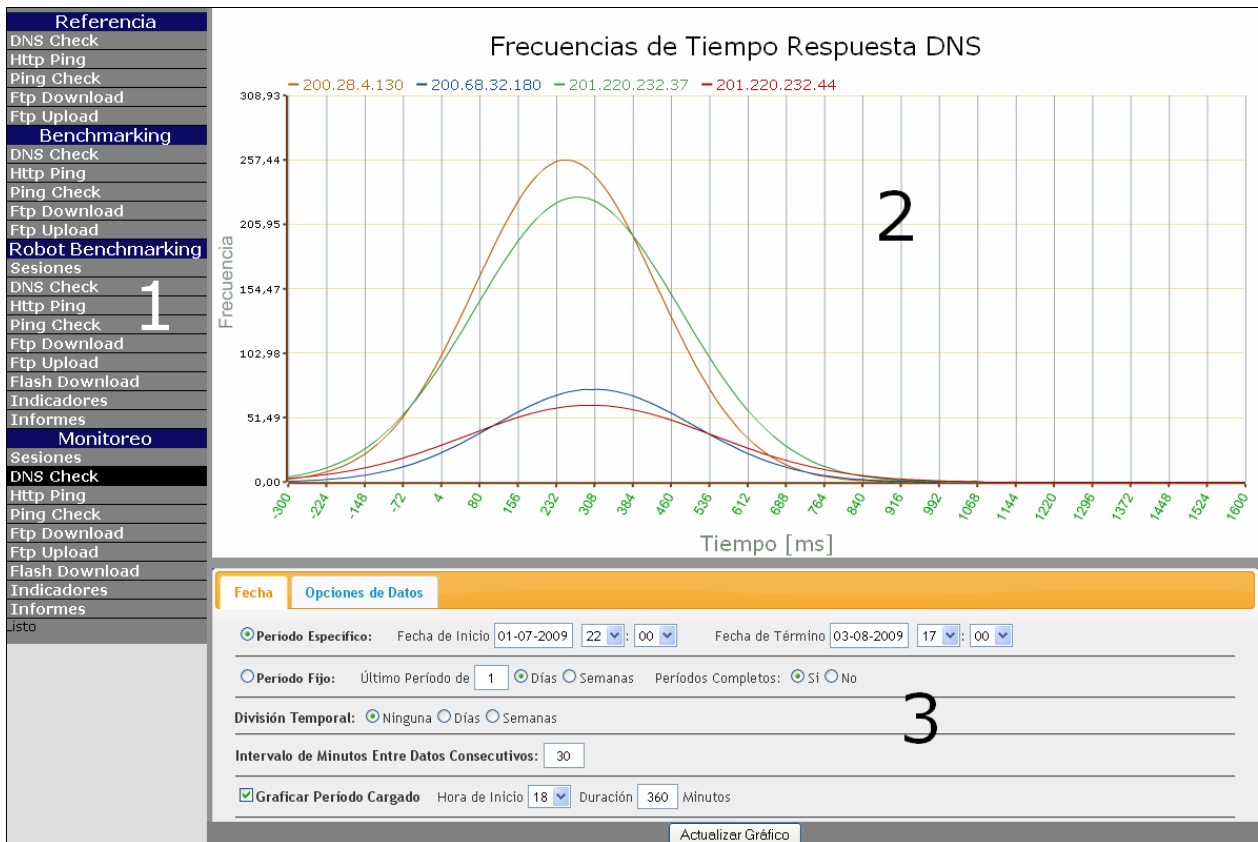 Referencia
DNS Check
Http Ping
Ping Check
Ftp Download
Ftp Upload
Benchmarking
DNS Check
Http Ping
Ping Check
Ftp Download
Ftp Upload
Robot Benchmarking
Sesiones
DNS Check
Http Ping
Ping Check
Ftp Download
Ftp Upload
Flash Download
Indicadores
Informes
Monitoreo
Sesiones
DNS Check
Http Ping
Ping Check
Ftp Download
Ftp Upload
Flash Download
Indicadores
Informes
Listo
1
Frecuencias de Tiempo Respuesta DNS
200.28.4.130 200.68.32.180 201.220.232.37 201.220.232.44
308,93
257,44
205,95
154,47
102,98
51,49
0,00
Frecuencia
2
-300 -224 -148 -72 4 80 156 232 308 384 460 536 612 688 764 840 916 992 1068 1144 1220 1296 1372 1448 1524 1600
Tiempo [ms]
Fecha Opciones de Datos
Período Específico: Fecha de Inicio 01-07-2009 22 : 00 Fecha de Término 03-08-2009 17 : 00
Período Fijo: Último Período de 1 Días Semanas Períodos Completos: Si No
3
División Temporal: Ninguna Días Semanas
Intervalo de Minutos Entre Datos Consecutivos: 30
Graficar Período Cargado Hora de Inicio 18 Duración 360 Minutos
Actualizar Gráfico